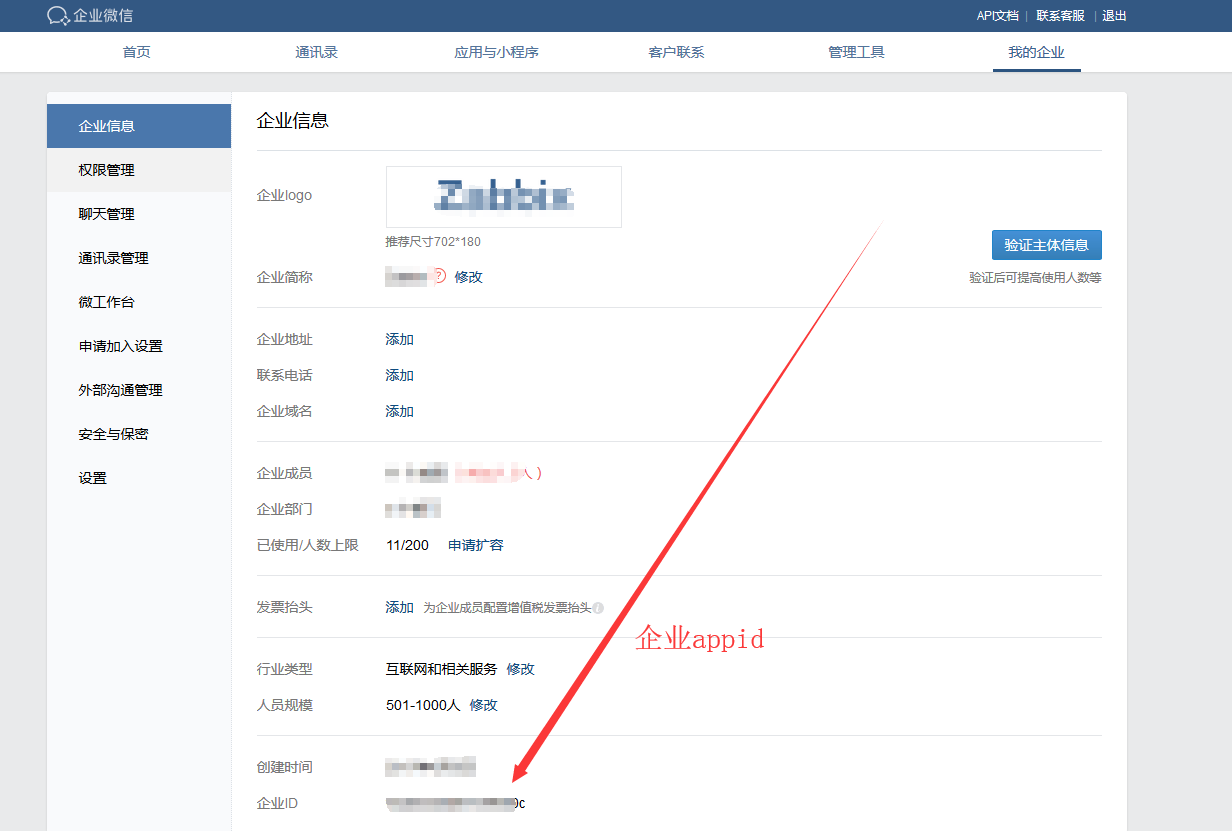 企业微信
API文档 | 联系客服 | 退出
首页 通讯录 应用与小程序 客户联系 管理工具 我的企业
企业信息
权限管理
聊天管理
通讯录管理
微工作台
申请加入设置
外部沟通管理
安全与保密
设置
企业信息
企业logo
推荐尺寸702*180
验证主体信息
验证后可提高使用人数等
企业简称 ? 修改
企业地址 添加
联系电话 添加
企业域名 添加
企业成员 人）
企业部门
已使用/人数上限 11/200 申请扩容
发票抬头 添加 为企业成员配置增值税发票抬头
企业appid
行业类型 互联网和相关服务 修改
人员规模 501-1000人 修改
创建时间
企业ID